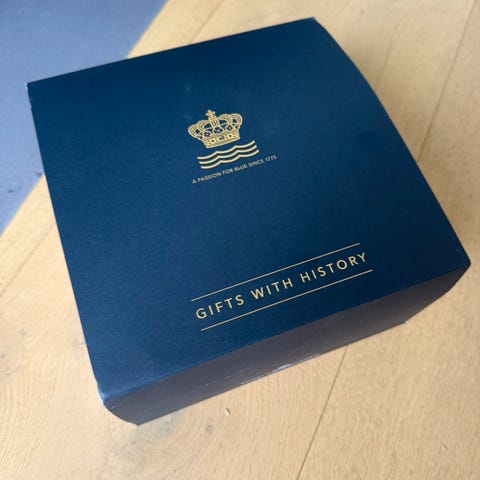 A PASSION FOR BLUE SINCE 1775
GIFTS WITH HISTORY